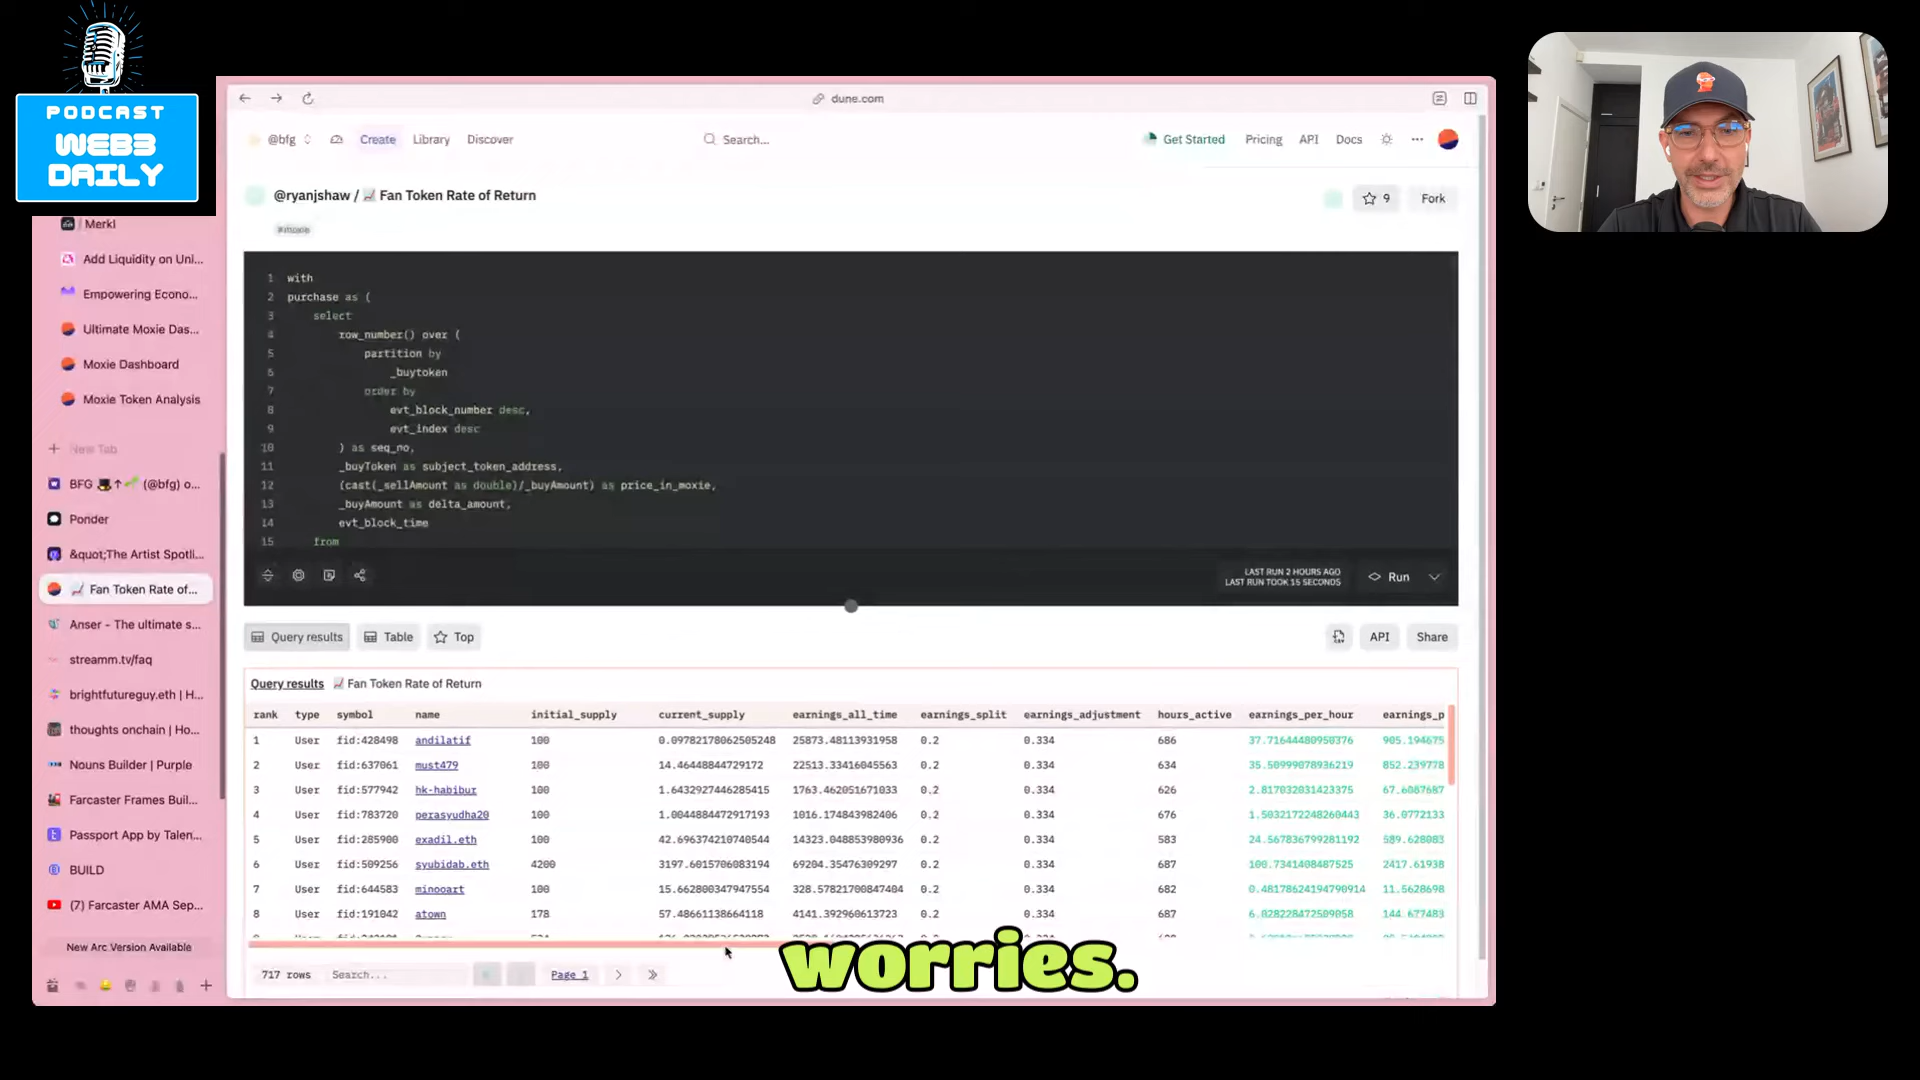 PODCAST
WEB3
DAILY
dune.com
@bfg
Create
Library
Discover
Search...
Get Started
Pricing
API
Docs
@ryanjshaw / 📈 Fan Token Rate of Return
9
Fork
#moxie
Merkl
Add Liquidity on Uni...
Empowering Econo...
Ultimate Moxie Das...
Moxie Dashboard
Moxie Token Analysis
New Tab
BFG 🎩↑ (@bfg) o...
Ponder
&quot;The Artist Spotli...
📈 Fan Token Rate of...
Anser - The ultimate s...
streamm.tv/faq
brightfutureguy.eth | H...
thoughts onchain | Ho...
Nouns Builder | Purple
Farcaster Frames Buil...
Passport App by Talen...
BUILD
(7) Farcaster AMA Sep...
New Arc Version Available
1 with
2 purchase as (
3 select
4 row_number() over (
5 partition by
6 _buytoken
7 order by
8 evt_block_number desc,
9 evt_index desc
10 ) as seq_no,
11 _buyToken as subject_token_address,
12 (cast(_sellAmount as double)/_buyAmount) as price_in_moxie,
13 _buyAmount as delta_amount,
14 evt_block_time
15 from
LAST RUN 2 HOURS AGO
LAST RUN TOOK 15 SECONDS
Run
Query results
Table
Top
API
Share
Query results 📈 Fan Token Rate of Return
rank type symbol name initial_supply current_supply earnings_all_time earnings_split earnings_adjustment hours_active earnings_per_hour earnings_p
1 User fid:428498 andilatif 100 0.09782178062505248 25873.48113931958 0.2 0.334 686 37.71644480950376 905.194675
2 User fid:637061 must479 100 14.46448844729172 22513.33416045563 0.2 0.334 634 35.50999078936219 852.239778
3 User fid:577942 hk-habibur 100 1.6432927446285415 1763.462051671033 0.2 0.334 626 2.817032031423375 67.6087687
4 User fid:783720 perasyudha20 100 1.0044884472917193 1016.174843982406 0.2 0.334 676 1.5032172248260443 36.0772133
5 User fid:285900 exadil.eth 100 42.696374210740544 14323.048853980936 0.2 0.334 583 24.567836799281192 589.628083
6 User fid:509256 syubidab.eth 4200 3197.6015706083194 69204.35476309297 0.2 0.334 687 100.7341408487525 2417.61938
7 User fid:644583 minooart 100 15.662800347947554 328.57821700847404 0.2 0.334 682 0.48178624194790914 11.5628698
8 User fid:191042 atown 178 57.48661138664118 4141.392960613723 0.2 0.334 687 6.028228472509058 144.677483
717 rows
Search...
Page 1
worries.